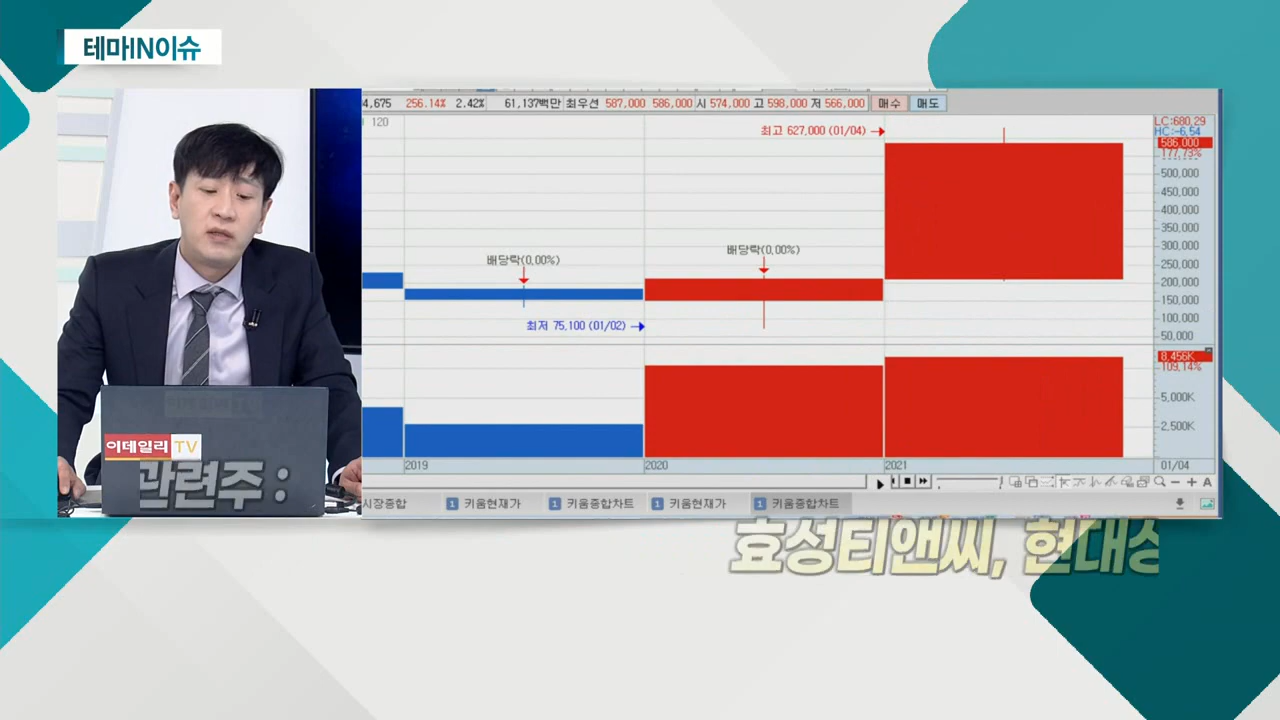 테마IN이슈
4,675 256.14% 2.42% 61,137백만 최우선 587,000 586,000 시 574,000 고 598,000 저 566,000 매수 매도
120
최고 627,000 (01/04)
LC:680,29
HC:-6,54
586,000
177,73%
500,000
450,000
400,000
350,000
300,000
250,000
200,000
150,000
100,000
50,000
배당락(0,00%)
배당락(0,00%)
최저 75,100 (01/02)
8,456K
109,14%
5,000K
2,500K
2019
2020
2021
01/04
시장종합
1 키움현재가
1 키움종합차트
1 키움현재가
1 키움종합차트
이데일리TV
관련주 :
효성티앤씨, 현대